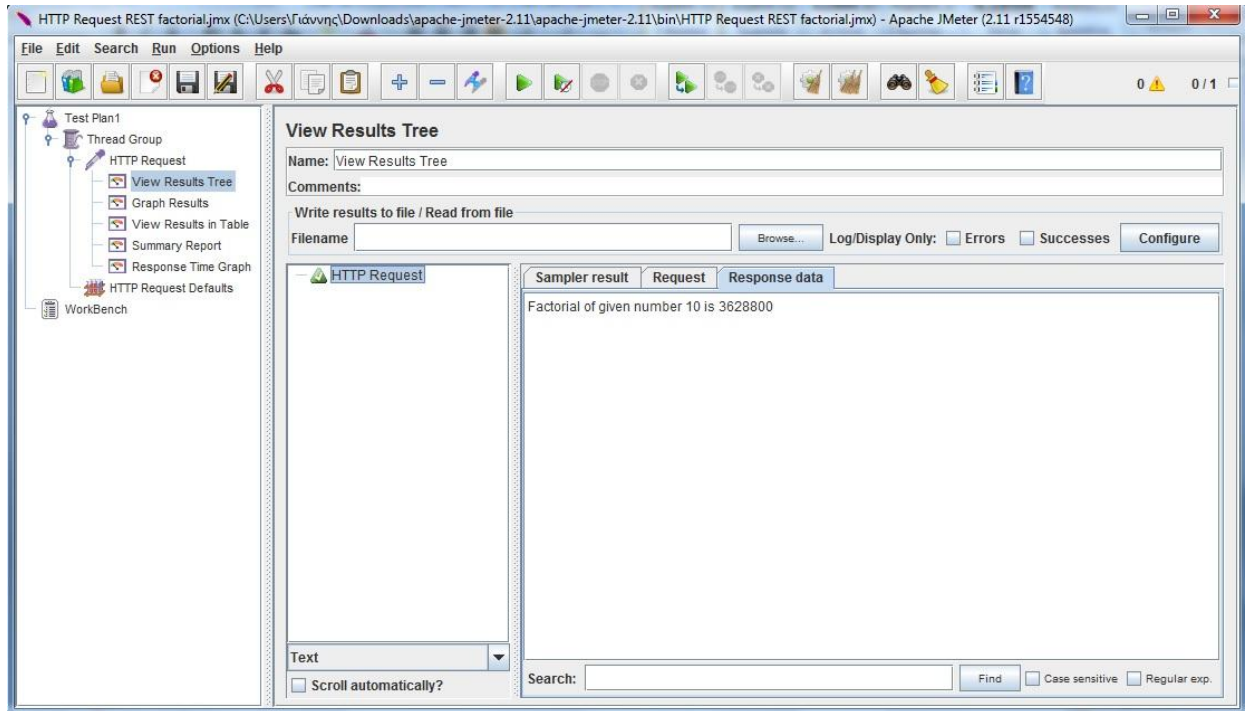 HTTP Request REST factorial.jmx (C:\Users\Γιάννης\Downloads\apache-jmeter-2.11\apache-jmeter-2.11\bin\HTTP Request REST factorial.jmx) - Apache JMeter (2.11 r1554548)
File Edit Search Run Options Help
0 0 / 1
Test Plan1
Thread Group
HTTP Request
View Results Tree
Graph Results
View Results in Table
Summary Report
Response Time Graph
HTTP Request Defaults
WorkBench
View Results Tree
Name: View Results Tree
Comments:
Write results to file / Read from file
Filename Browse... Log/Display Only: Errors Successes Configure
HTTP Request
Sampler result Request Response data
Factorial of given number 10 is 3628800
Text
Scroll automatically?
Search: Find Case sensitive Regular exp.